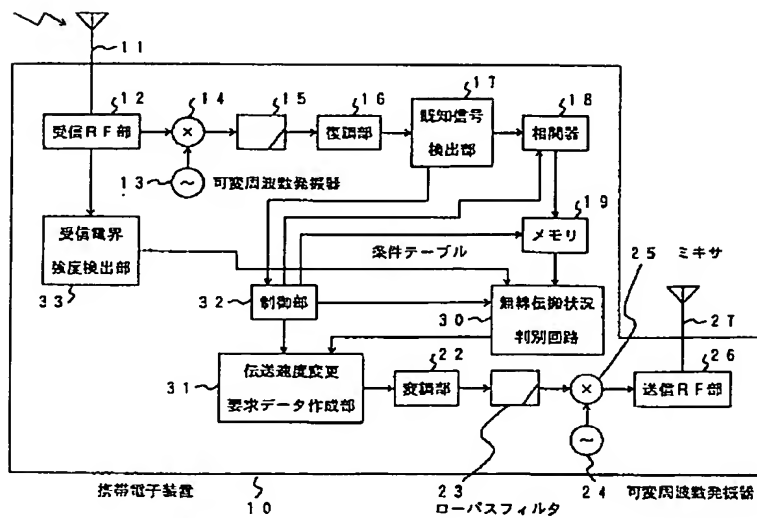 11
12
14
15
16
17
18
受信RF部
×
復調部
既知信号
検出部
相関器
13
~
可変周波数発振器
19
受信電界
強度検出部
33
メモリ
条件テーブル
25 ミキサ
32
制御部
無線伝搬状況
判別回路
30
27
31
伝送速度変更
要求データ作成部
22
変調部
×
26
送信RF部
~
携帯電子装置
10
23
ローパスフィルタ
24
可変周波数発振器